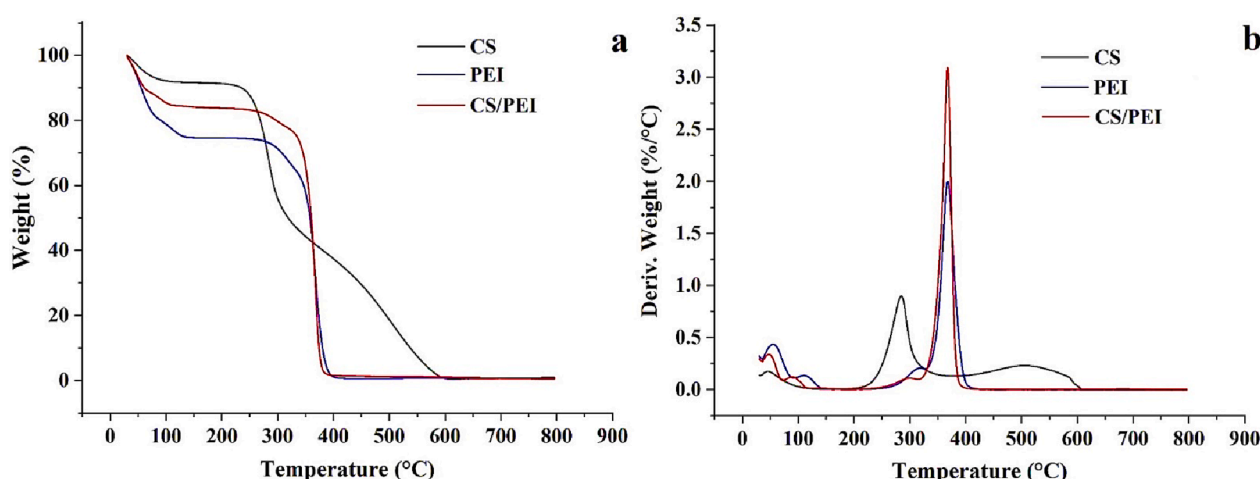 a
CS
PEI
CS/PEI
100
80
60
40
20
0
Weight (%)
0 100 200 300 400 500 600 700 800 900
Temperature (°C)
b
CS
PEI
CS/PEI
3.5
3.0
2.5
2.0
1.5
1.0
0.5
0.0
Deriv. Weight (%/°C)
0 100 200 300 400 500 600 700 800 900
Temperature (°C)